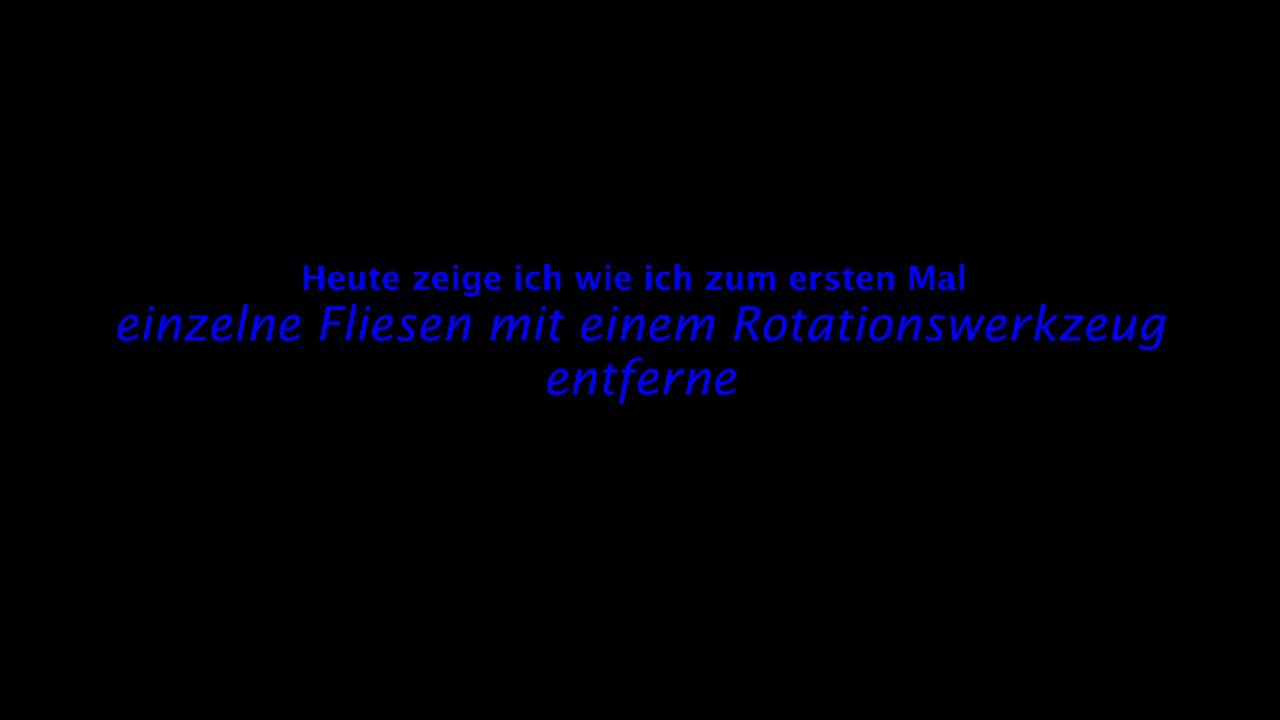 Heute zeige ich wie ich zum ersten Mal
einzelne Fliesen mit einem Rotationswerkzeug
entferne